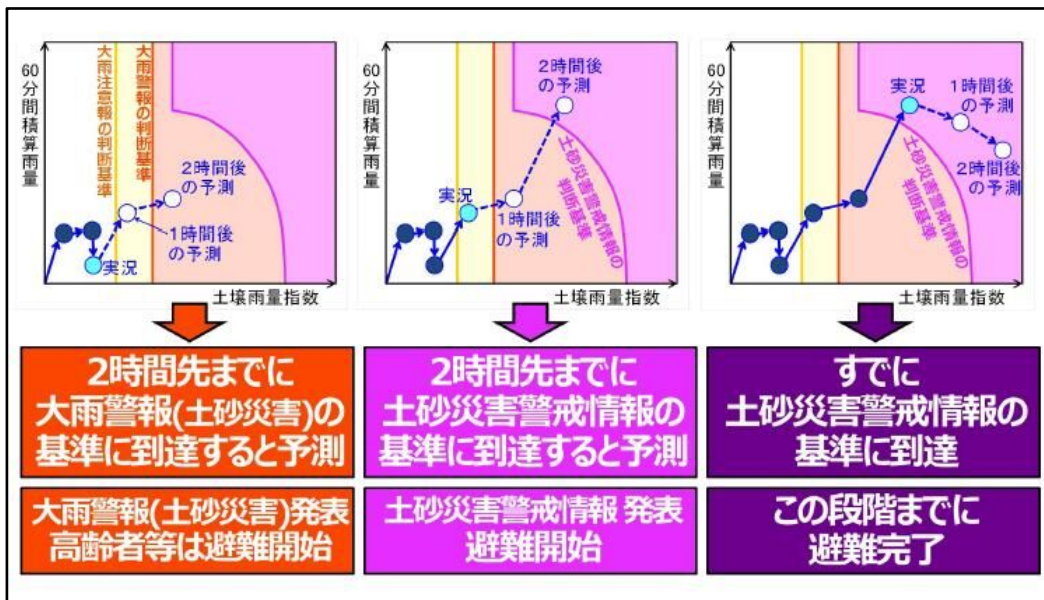 60分間積算雨量
大雨注意報の判断基準
大雨警報の判断基準
2時間後
の予測
1時間後
の予測
実況
土壌雨量指数
60分間積算雨量
2時間後
の予測
土砂災害警戒情報の
判断基準
実況
1時間後
の予測
土壌雨量指数
60分間積算雨量
実況
1時間後
の予測
2時間後
の予測
土砂災害警戒情報の
判断基準
土壌雨量指数
2時間先までに
大雨警報(土砂災害)の
基準に到達すると予測
2時間先までに
土砂災害警戒情報の
基準に到達すると予測
すでに
土砂災害警戒情報の
基準に到達
大雨警報(土砂災害)発表
高齢者等は避難開始
土砂災害警戒情報 発表
避難開始
この段階までに
避難完了